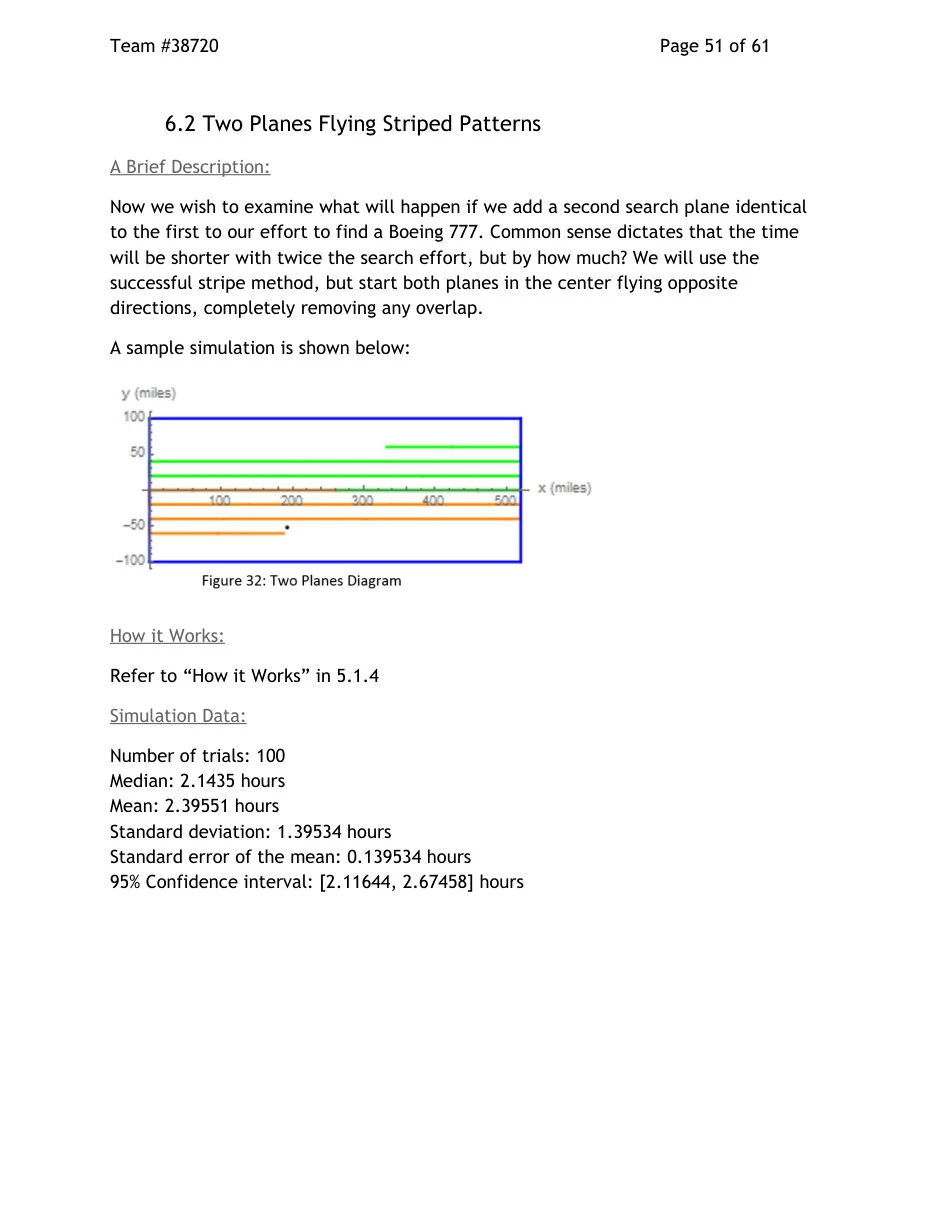 Team #38720 Page 51 of 61
6.2 Two Planes Flying Striped Patterns
A Brief Description:
Now we wish to examine what will happen if we add a second search plane identical
to the first to our effort to find a Boeing 777. Common sense dictates that the time
will be shorter with twice the search effort, but by how much? We will use the
successful stripe method, but start both planes in the center flying opposite
directions, completely removing any overlap.
A sample simulation is shown below:
y (miles)
100
50
x (miles)
100 200 300 400 500
-50
-100
Figure 32: Two Planes Diagram
How it Works:
Refer to “How it Works” in 5.1.4
Simulation Data:
Number of trials: 100
Median: 2.1435 hours
Mean: 2.39551 hours
Standard deviation: 1.39534 hours
Standard error of the mean: 0.139534 hours
95% Confidence interval: [2.11644, 2.67458] hours